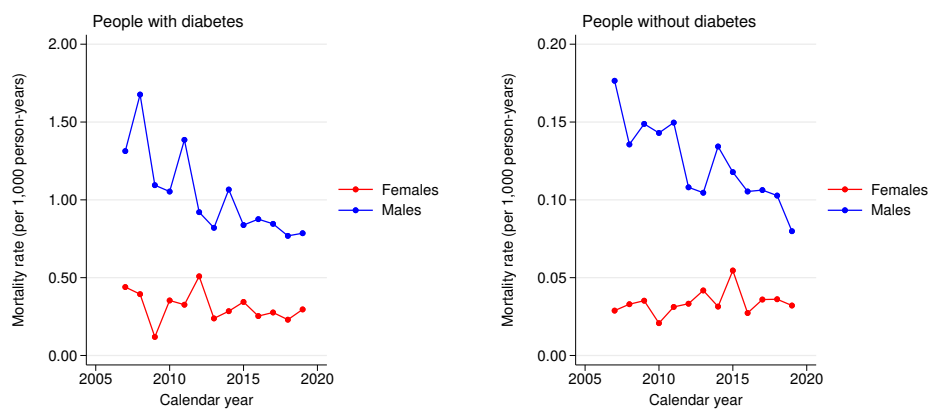 People with diabetes
Mortality rate (per 1,000 person-years)
2.00
1.50
1.00
0.50
0.00
2005 2010 2015 2020
Calendar year
Females
Males
People without diabetes
Mortality rate (per 1,000 person-years)
0.20
0.15
0.10
0.05
0.00
2005 2010 2015 2020
Calendar year
Females
Males